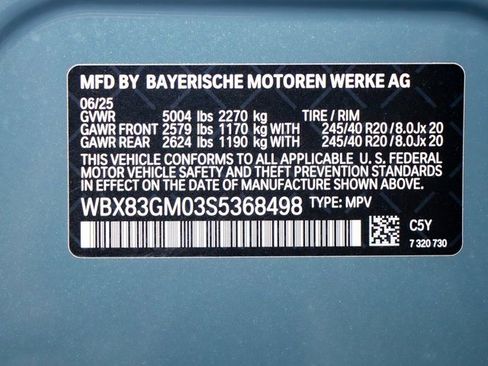 MFD BY BAYERISCHE MOTOREN WERKE AG
06/25
GVWR 5004 lbs 2270 kg TIRE / RIM
GAWR FRONT 2579 lbs 1170 kg WITH 245/40 R20 / 8.0Jx 20
GAWR REAR 2624 lbs 1190 kg WITH 245/40 R20 / 8.0Jx 20
THIS VEHICLE CONFORMS TO ALL APPLICABLE U. S. FEDERAL
MOTOR VEHICLE SAFETY AND THEFT PREVENTION STANDARDS
IN EFFECT ON THE DATE OF MANUFACTURE SHOWN ABOVE.
WBX83GM03S5368498 TYPE: MPV
C5Y
7 320 730